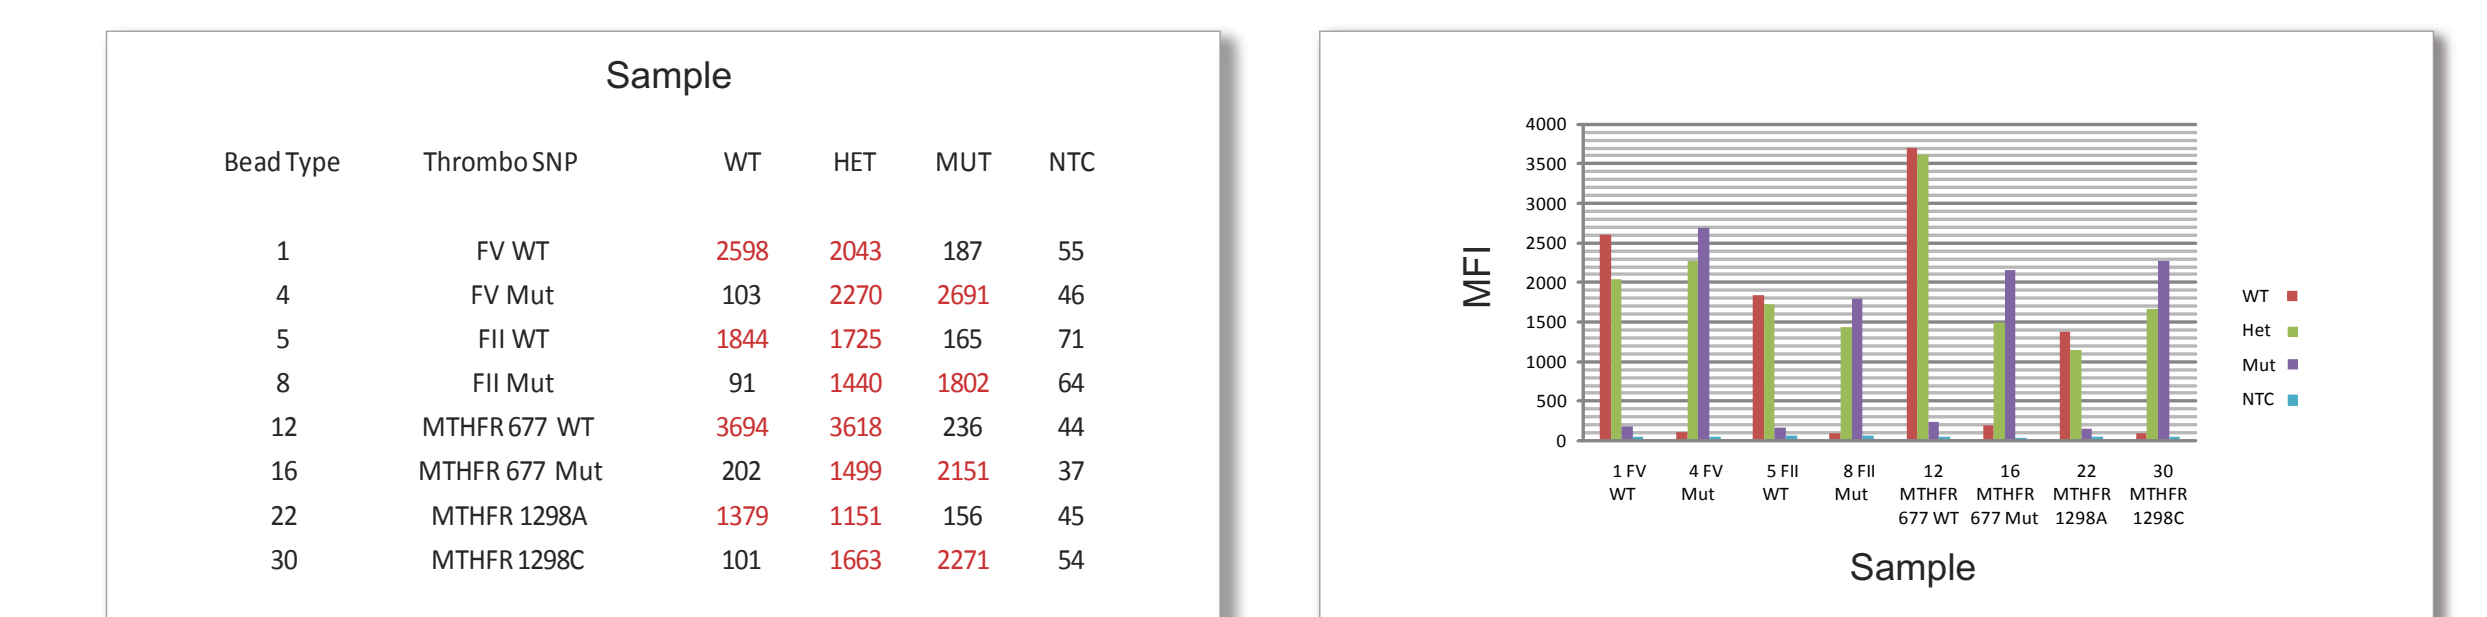 Sample
Bead Type Thrombo SNP WT HET MUT NTC
1 FV WT 2598 2043 187 55
4 FV Mut 103 2270 2691 46
5 FII WT 1844 1725 165 71
8 FII Mut 91 1440 1802 64
12 MTHFR 677 WT 3694 3618 236 44
16 MTHFR 677 Mut 202 1499 2151 37
22 MTHFR 1298A 1379 1151 156 45
30 MTHFR 1298C 101 1663 2271 54
MFI
4000
3500
3000
2500
2000
1500
1000
500
0
1 FV 4 FV 5 FII 8 FII 12 16 22 30
WT Mut WT Mut MTHFR MTHFR MTHFR MTHFR
677 WT 677 Mut 1298A 1298C
Sample
WT
Het
Mut
NTC